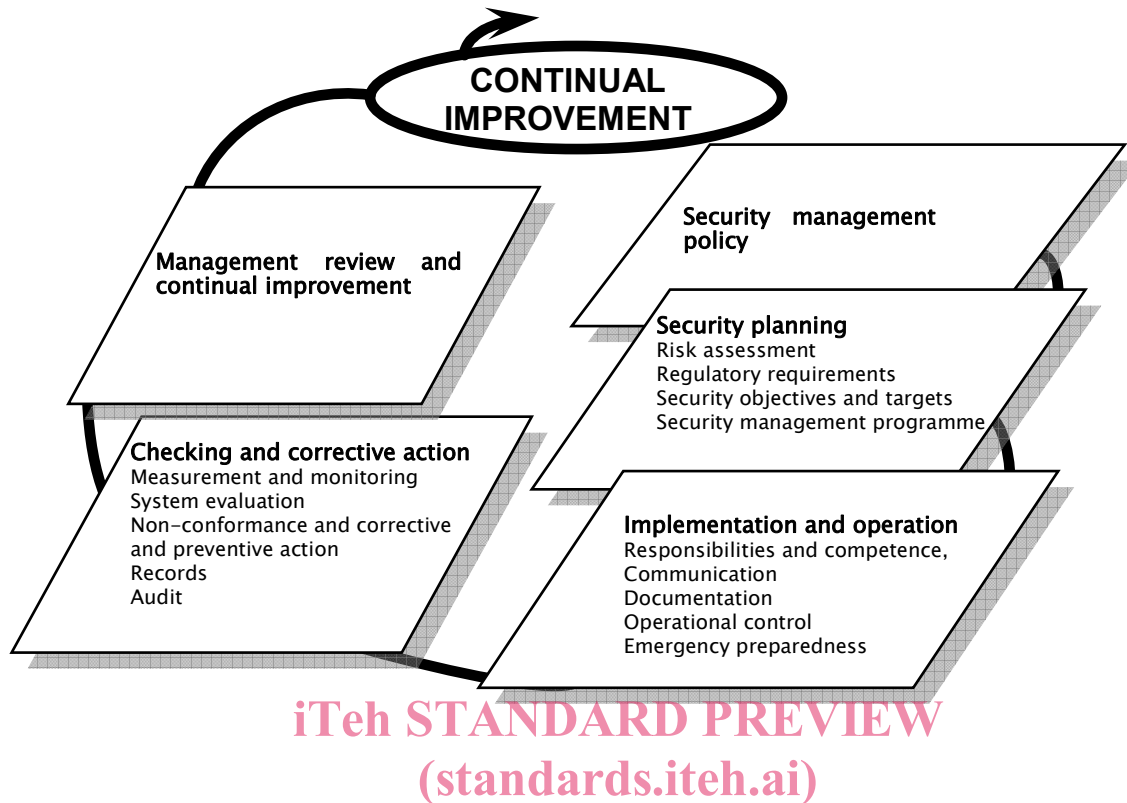 CONTINUAL
IMPROVEMENT
Security management
policy
Security planning
Risk assessment
Regulatory requirements
Security objectives and targets
Security management programme
Implementation and operation
Responsibilities and competence,
Communication
Documentation
Operational control
Emergency preparedness
Checking and corrective action
Measurement and monitoring
System evaluation
Non-conformance and corrective
and preventive action
Records
Audit
Management review and
continual improvement
iTeh STANDARD PREVIEW
(standards.iteh.ai)